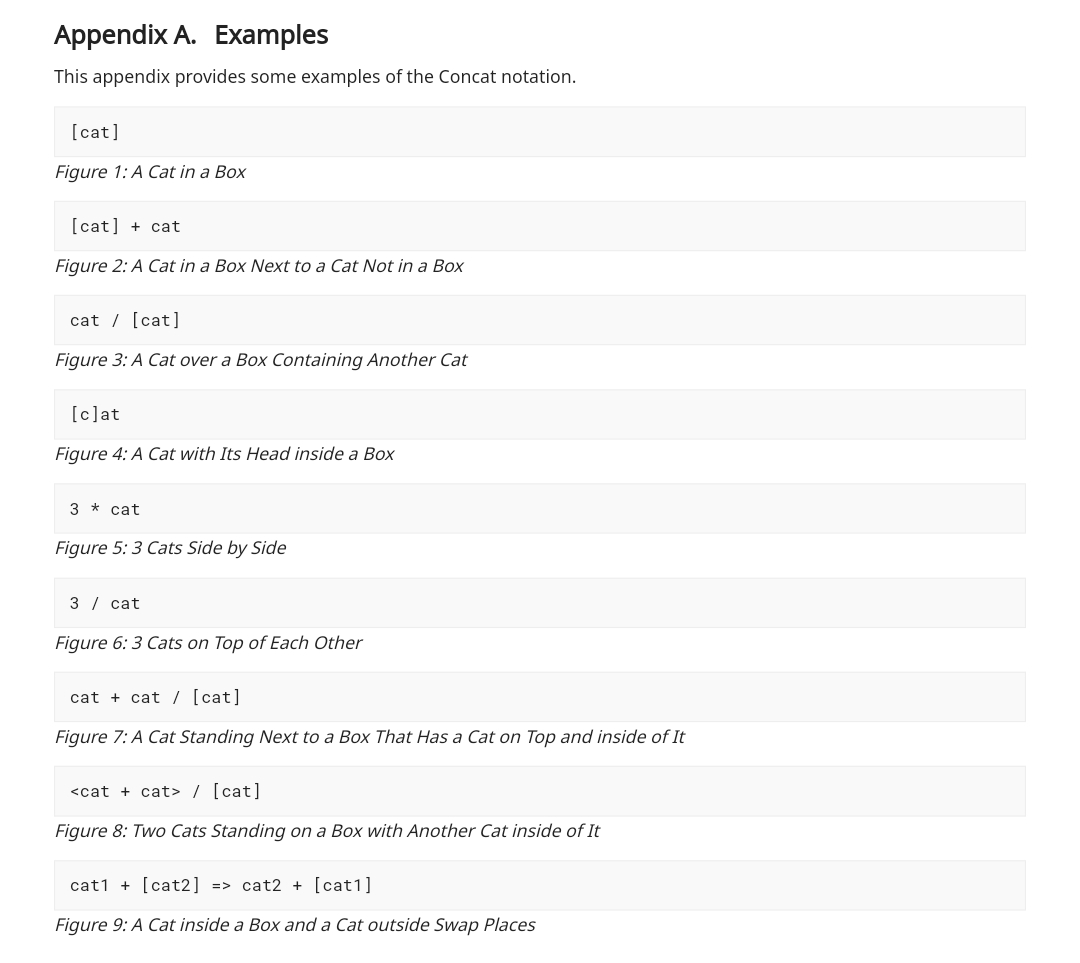 Appendix A. Examples
This appendix provides some examples of the Concat notation.
[cat]
Figure 1: A Cat in a Box
[cat] + cat
Figure 2: A Cat in a Box Next to a Cat Not in a Box
cat / [cat]
Figure 3: A Cat over a Box Containing Another Cat
[c]at
Figure 4: A Cat with Its Head inside a Box
3 * cat
Figure 5: 3 Cats Side by Side
3 / cat
Figure 6: 3 Cats on Top of Each Other
cat + cat / [cat]
Figure 7: A Cat Standing Next to a Box That Has a Cat on Top and inside of It
<cat + cat> / [cat]
Figure 8: Two Cats Standing on a Box with Another Cat inside of It
cat1 + [cat2] => cat2 + [cat1]
Figure 9: A Cat inside a Box and a Cat outside Swap Places